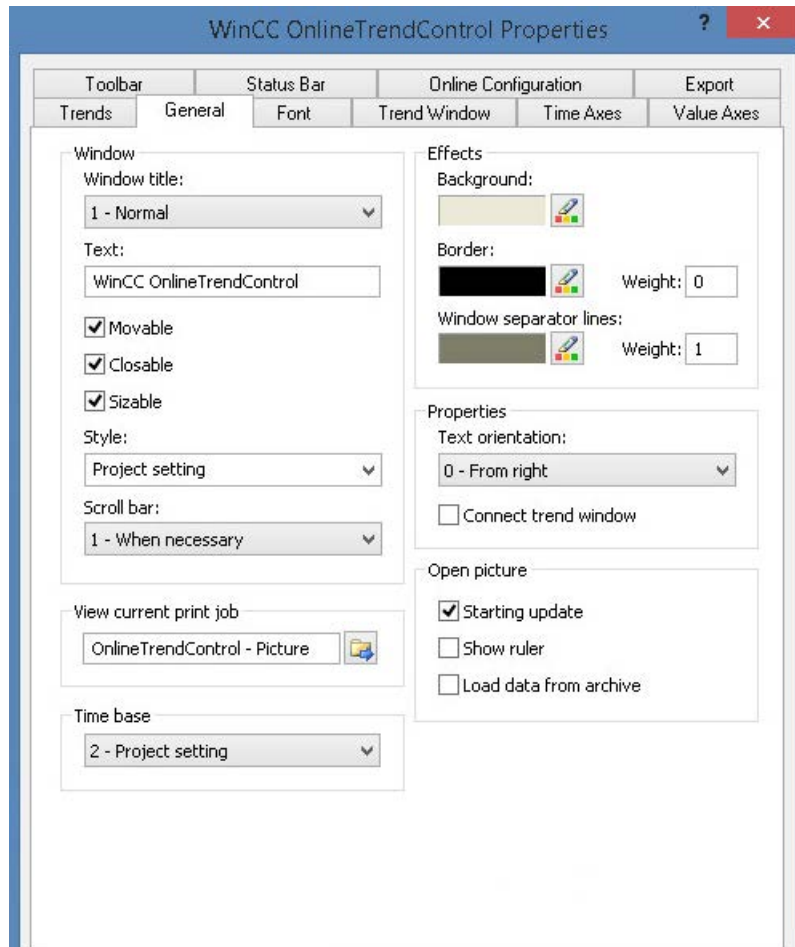 WinCC OnlineTrendControl Properties
?
×
Toolbar
Status Bar
Online Configuration
Export
Trends
General
Font
Trend Window
Time Axes
Value Axes
Window
Window title:
1 - Normal
Text:
WinCC OnlineTrendControl
Movable
Closable
Sizable
Style:
Project setting
Scroll bar:
1 - When necessary
View current print job
OnlineTrendControl - Picture
Time base
2 - Project setting
Effects
Background:
Border:
Weight: 0
Window separator lines:
Weight: 1
Properties
Text orientation:
0 - From right
Connect trend window
Open picture
Starting update
Show ruler
Load data from archive